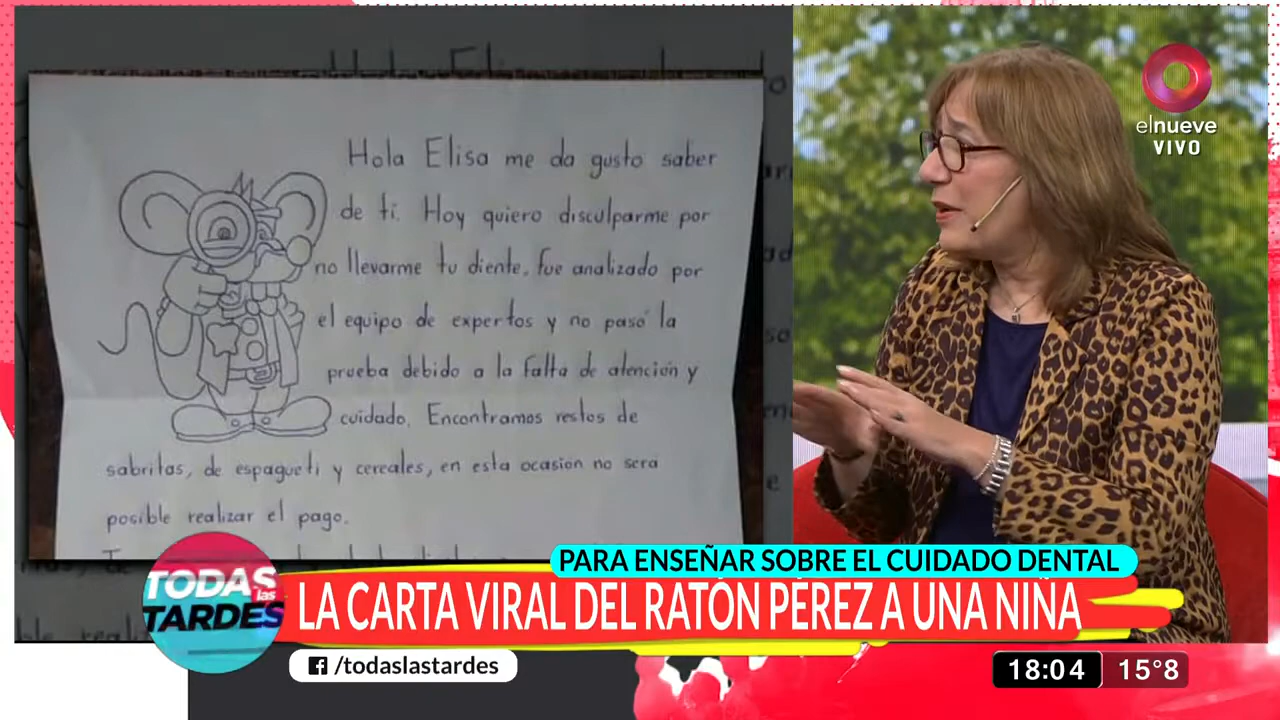 Hola Elisa me da gusto saber
de ti. Hoy quiero disculparme por
no llevarme tu diente, fue analizado por
el equipo de expertos y no pasó la
prueba debido a la falta de atención y
cuidado. Encontramos restos de
sabritas, de espagueti y cereales, en esta ocasion no será
posible realizar el pago.
elnueve
VIVO
PARA ENSEÑAR SOBRE EL CUIDADO DENTAL
TODAS
las
TARDES
LA CARTA VIRAL DEL RATÓN PÉREZ A UNA NIÑA
/todaslastardes
18:04 15°8